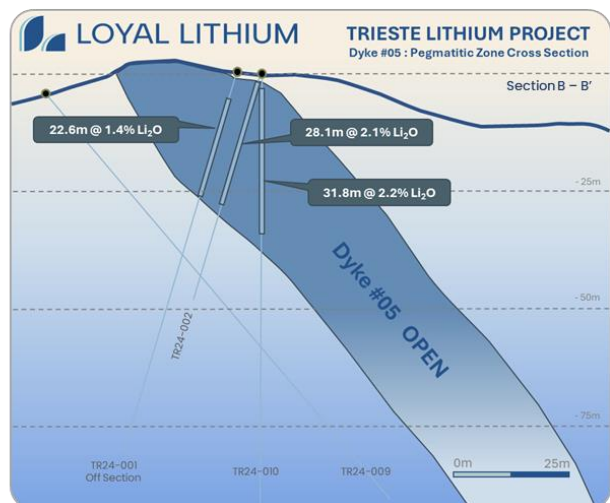 LOYAL LITHIUM
TRIESTE LITHIUM PROJECT
Dyke #05 : Pegmatitic Zone Cross Section
Section B – B’
22.6m @ 1.4% Li₂O
28.1m @ 2.1% Li₂O
31.8m @ 2.2% Li₂O
-25m
Dyke #05 OPEN
-50m
TR24-002
-75m
TR24-001
Off Section
TR24-010
TR24-009
0m
25m